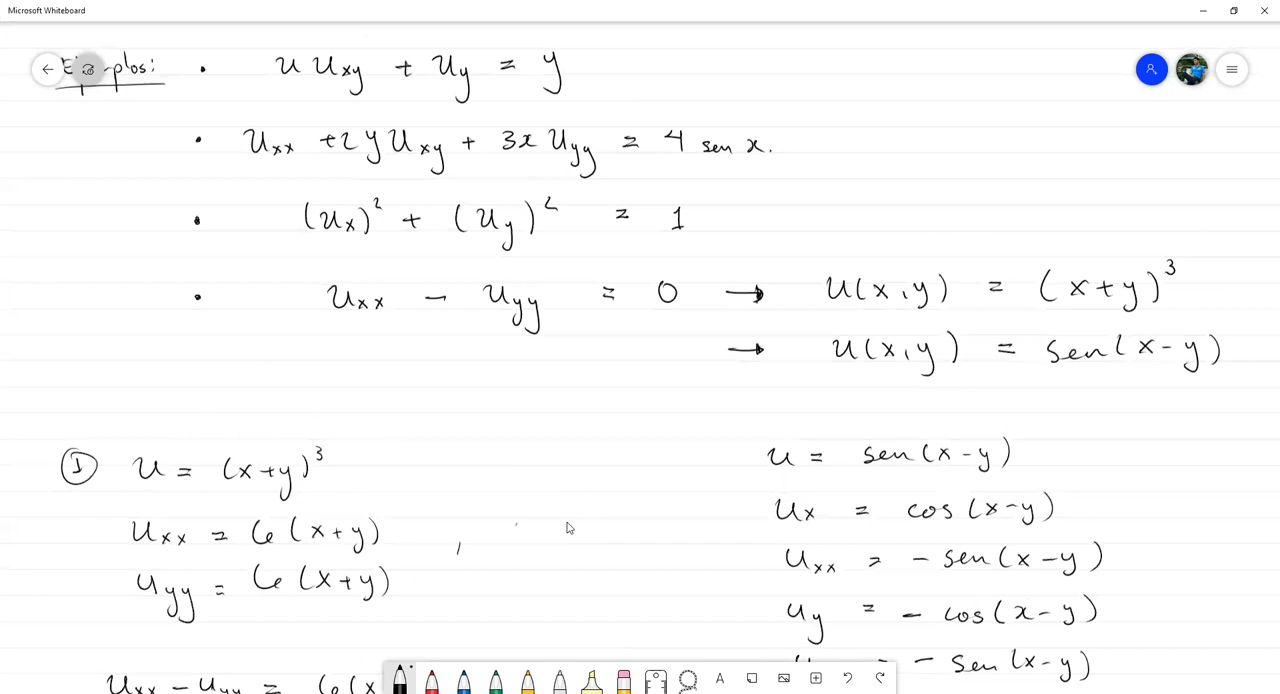 Microsoft Whiteboard
• u u_xy + u_y = y
• u_xx + 2y u_xy + 3x u_yy = 4 sen x.
• (u_x)² + (u_y)² = 1
• u_xx - u_yy = 0 → u(x,y) = (x+y)³
→ u(x,y) = sen(x-y)
① u = (x+y)³
u_xx = 6(x+y)
u_yy = 6(x+y)
u_xx - u_yy = 6(x
u = sen(x-y)
u_x = cos(x-y)
u_xx = - sen(x-y)
u_y = - cos(x-y)
= - sen(x-y)